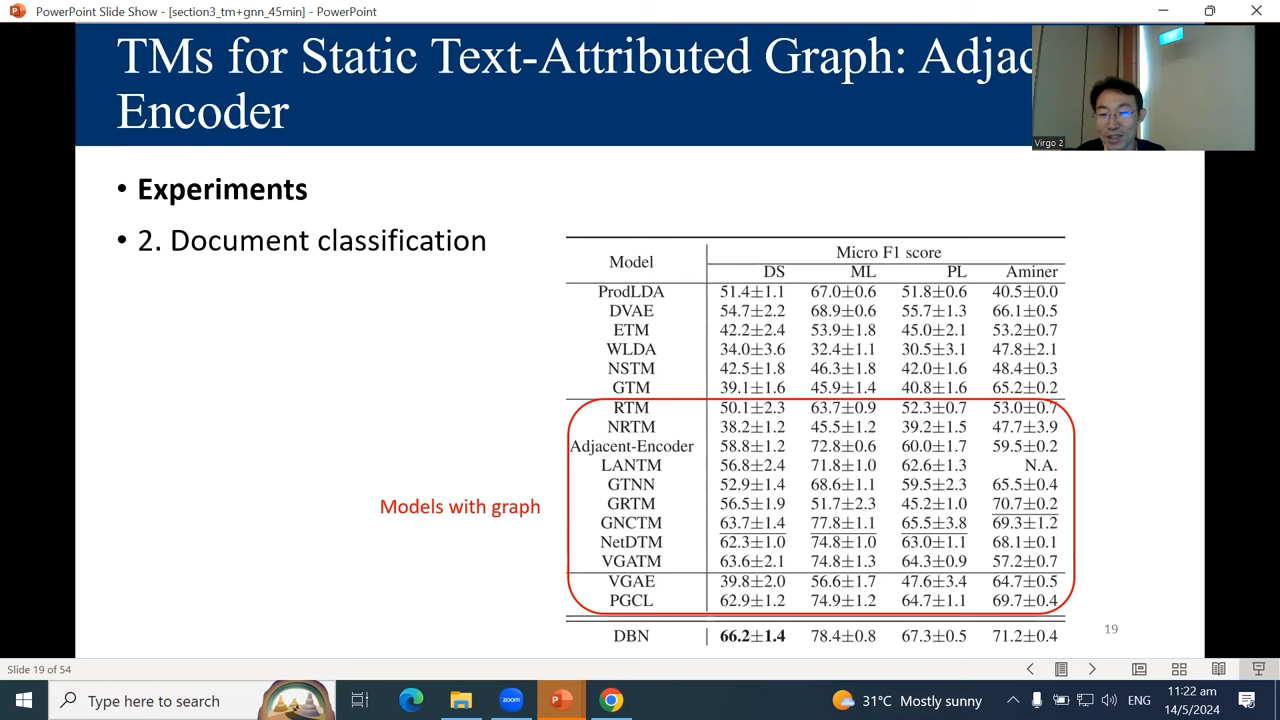 PowerPoint Slide Show - [section3_tm+gnn_45min] - PowerPoint
TMs for Static Text-Attributed Graph: Adjac
Encoder
Virgo 2
• Experiments
• 2. Document classification
Model Micro F1 score
DS ML PL Aminer
ProdLDA 51.4±1.1 67.0±0.6 51.8±0.6 40.5±0.0
DVAE 54.7±2.2 68.9±0.6 55.7±1.3 66.1±0.5
ETM 42.2±2.4 53.9±1.8 45.0±2.1 53.2±0.7
WLDA 34.0±3.6 32.4±1.1 30.5±3.1 47.8±2.1
NSTM 42.5±1.8 46.3±1.8 42.0±1.6 48.4±0.3
GTM 39.1±1.6 45.9±1.4 40.8±1.6 65.2±0.2
RTM 50.1±2.3 63.7±0.9 52.3±0.7 53.0±0.7
NRTM 38.2±1.2 45.5±1.2 39.2±1.5 47.7±3.9
Adjacent-Encoder 58.8±1.2 72.8±0.6 60.0±1.7 59.5±0.2
LANTM 56.8±2.4 71.8±1.0 62.6±1.3 N.A.
GTNN 52.9±1.4 68.6±1.1 59.5±2.3 65.5±0.4
GRTM 56.5±1.9 51.7±2.3 45.2±1.0 70.7±0.2
Models with graph
GNCTM 63.7±1.4 77.8±1.1 65.5±3.8 69.3±1.2
NetDTM 62.3±1.0 74.8±1.0 63.0±1.1 68.1±0.1
VGATM 63.6±2.1 74.8±1.3 64.3±0.9 57.2±0.7
VGAE 39.8±2.0 56.6±1.7 47.6±3.4 64.7±0.5
PGCL 62.9±1.2 74.9±1.2 64.7±1.1 69.7±0.4
DBN 66.2±1.4 78.4±0.8 67.3±0.5 71.2±0.4
19
Slide 19 of 54
Type here to search
zoom
31°C Mostly sunny
ENG
11:22 am
14/5/2024